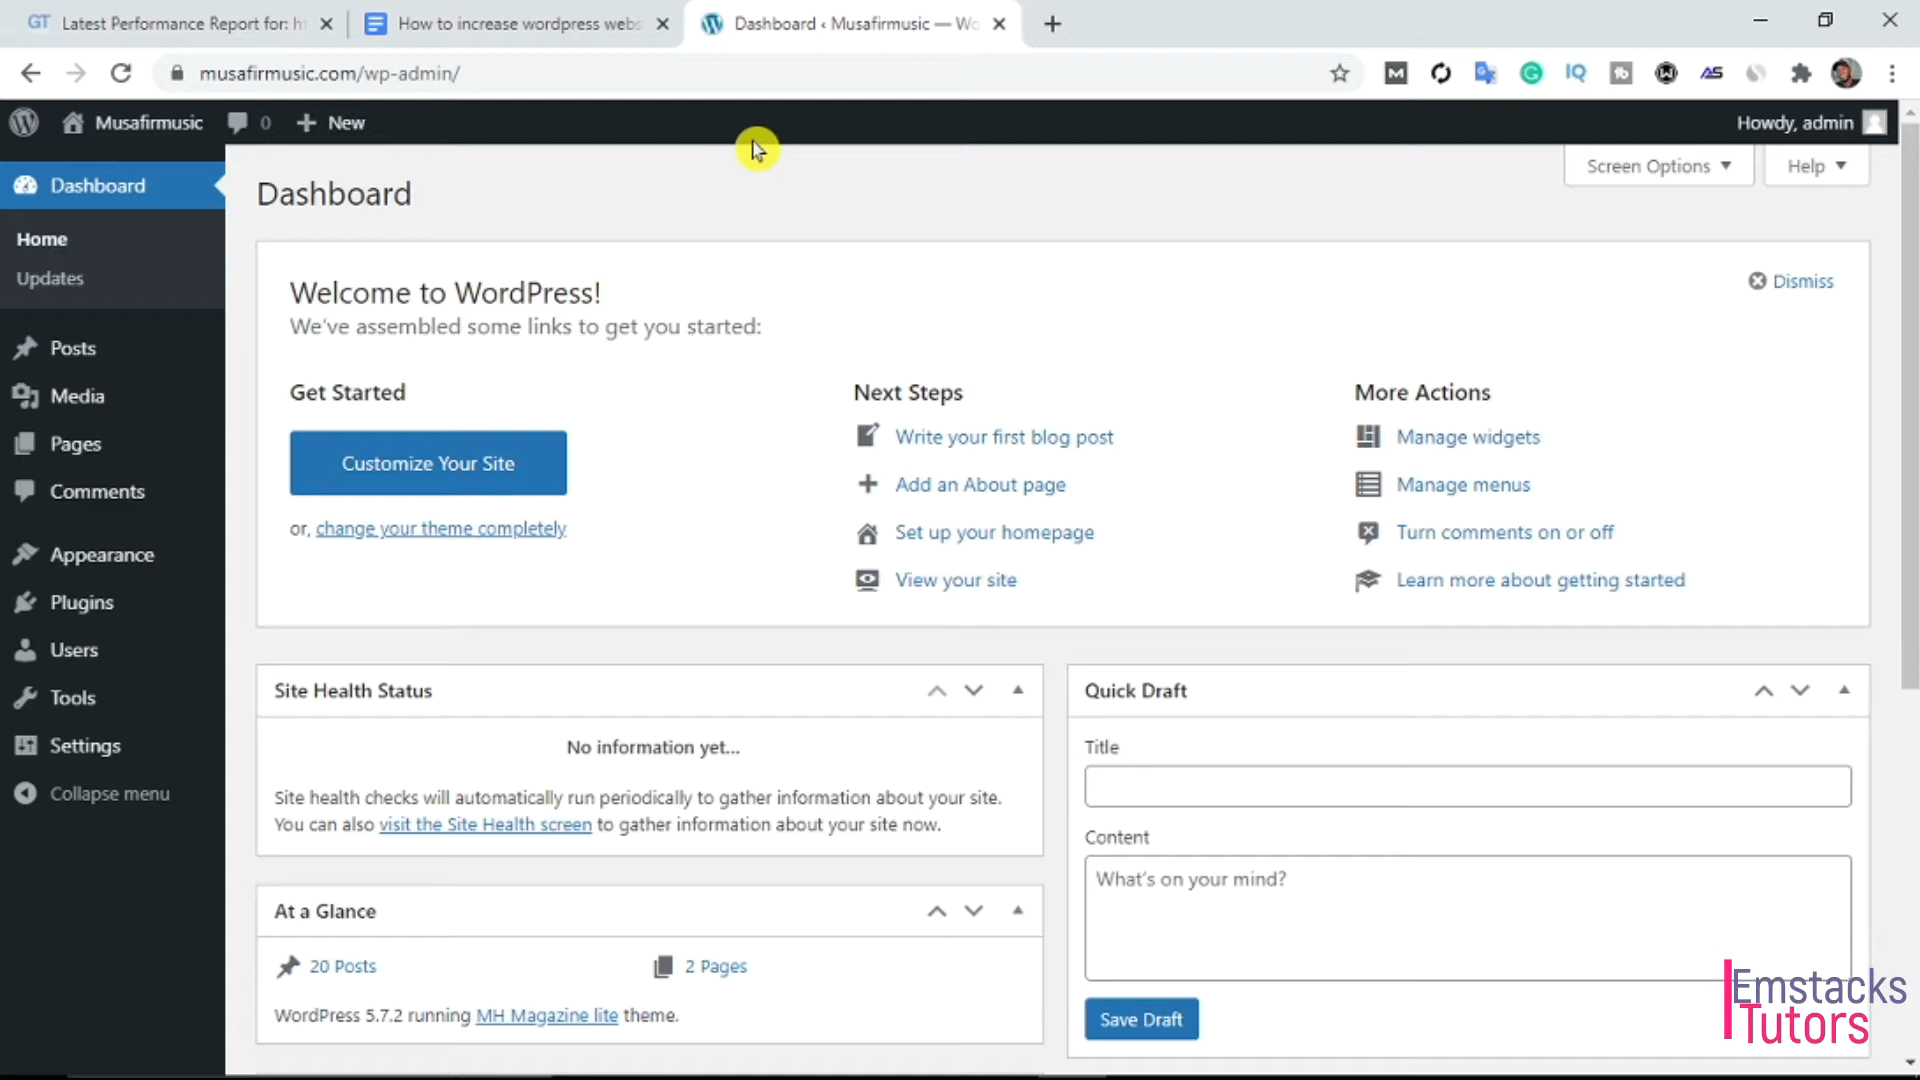 GT Latest Performance Report for: ht
How to increase wordpress webs
Dashboard ‹ Musafirmusic — Wo
musafirmusic.com/wp-admin/
Musafirmusic 0 + New
Howdy, admin
Dashboard
Home
Updates
Posts
Media
Pages
Comments
Appearance
Plugins
Users
Tools
Settings
Collapse menu
Dashboard
Screen Options ▼
Help ▼
Welcome to WordPress!
Dismiss
We've assembled some links to get you started:
Get Started
Customize Your Site
or, change your theme completely
Next Steps
Write your first blog post
Add an About page
Set up your homepage
View your site
More Actions
Manage widgets
Manage menus
Turn comments on or off
Learn more about getting started
Site Health Status
No information yet...
Site health checks will automatically run periodically to gather information about your site.
You can also visit the Site Health screen to gather information about your site now.
At a Glance
20 Posts
2 Pages
WordPress 5.7.2 running MH Magazine lite theme.
Quick Draft
Title
Content
What's on your mind?
Save Draft
Emstacks
Tutors